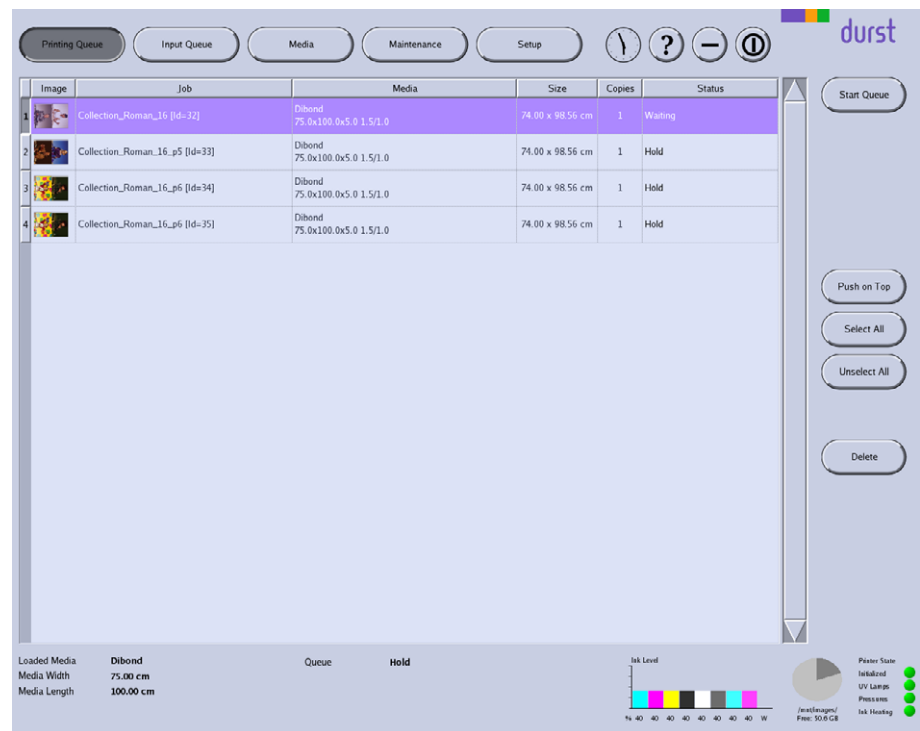 durst
Printing Queue Input Queue Media Maintenance Setup ?
Image Job Media Size Copies Status
Start Queue
1 Collection_Roman_16 [Id=32] Dibond 75.0x100.0x5.0 1.5/1.0 74.00 x 98.56 cm 1 Waiting
2 Collection_Roman_16_p5 [Id=33] Dibond 75.0x100.0x5.0 1.5/1.0 74.00 x 98.56 cm 1 Hold
3 Collection_Roman_16_p6 [Id=34] Dibond 75.0x100.0x5.0 1.5/1.0 74.00 x 98.56 cm 1 Hold
4 Collection_Roman_16_p6 [Id=35] Dibond 75.0x100.0x5.0 1.5/1.0 74.00 x 98.56 cm 1 Hold
Push on Top
Select All
Unselect All
Delete
Loaded Media Dibond Queue Hold
Media Width 75.00 cm
Media Length 100.00 cm
Ink Level
% 40 40 40 40 40 40 40 40 W
/mnt/images/
Free: 50.6 GB
Printer State
Initialized
UV Lamps
Pressures
Ink Heating